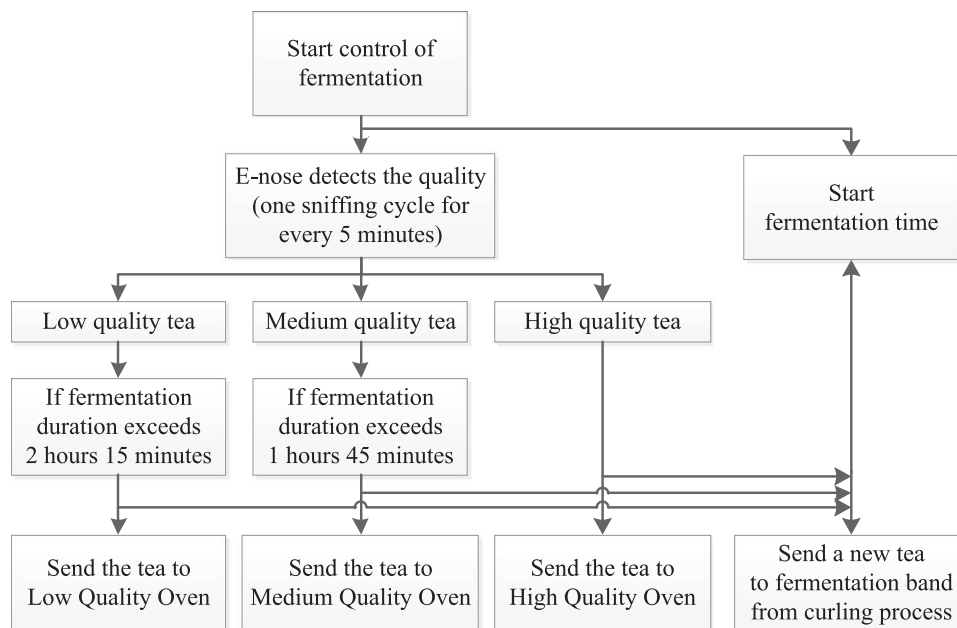 Start control of
fermentation
E-nose detects the quality
(one sniffing cycle for
every 5 minutes)
Start
fermentation time
Low quality tea
Medium quality tea
High quality tea
If fermentation
duration exceeds
2 hours 15 minutes
If fermentation
duration exceeds
1 hours 45 minutes
Send the tea to
Low Quality Oven
Send the tea to
Medium Quality Oven
Send the tea to
High Quality Oven
Send a new tea
to fermentation band
from curling process